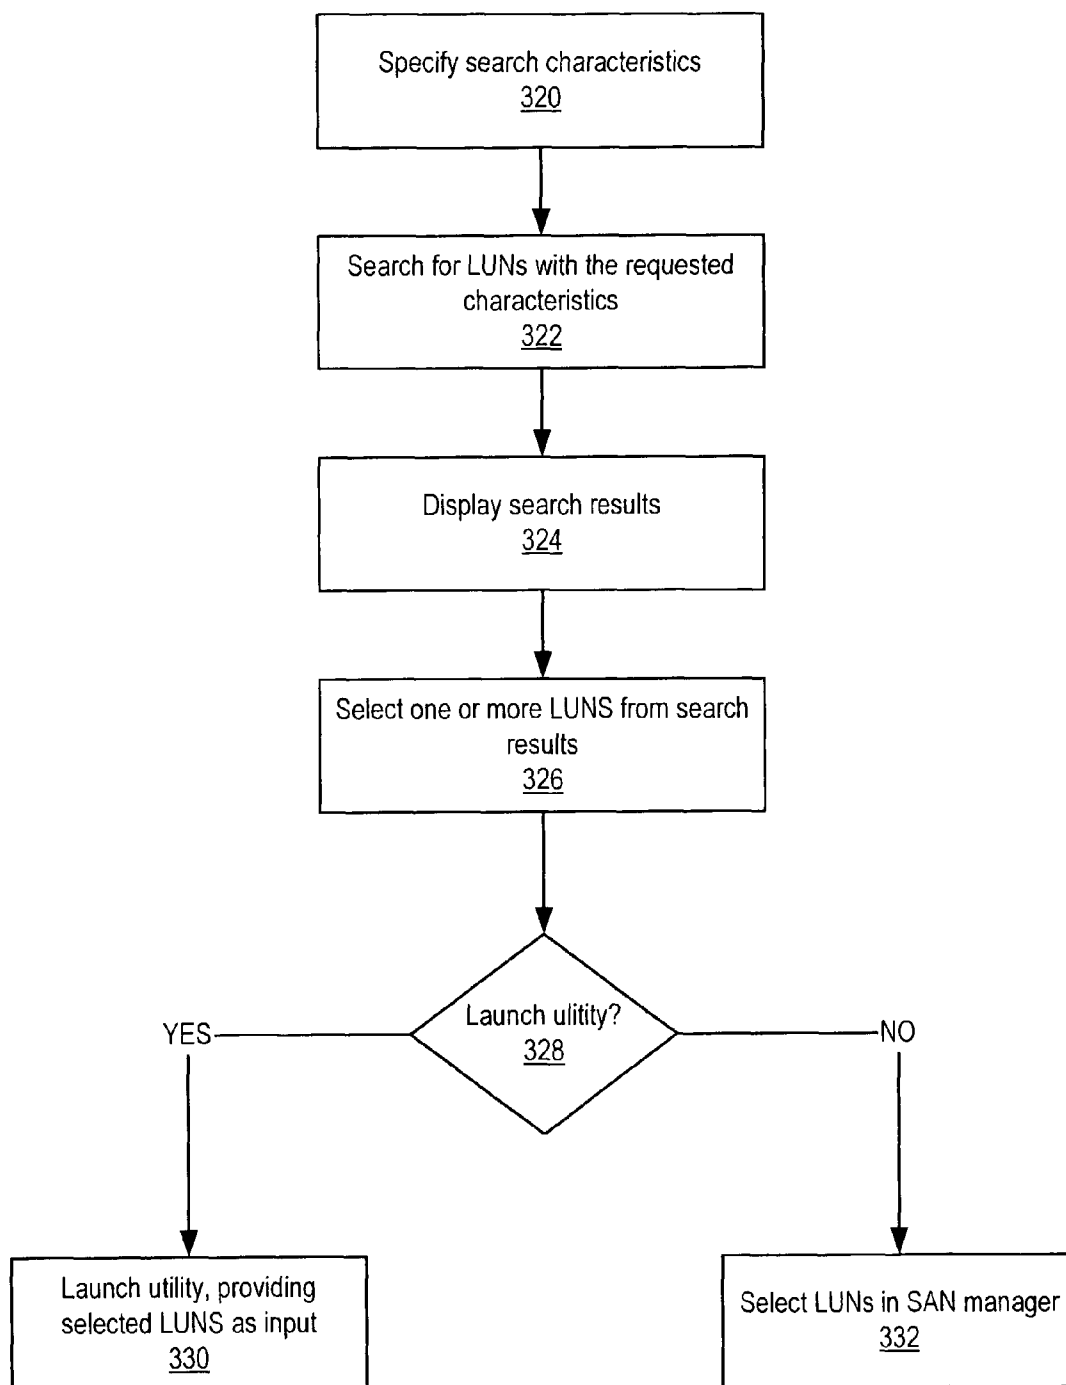 Specify search characteristics
320
Search for LUNs with the requested
characteristics
322
Display search results
324
Select one or more LUNS from search
results
326
Launch ulitity?
328
YES
NO
Launch utility, providing
selected LUNS as input
330
Select LUNs in SAN manager
332